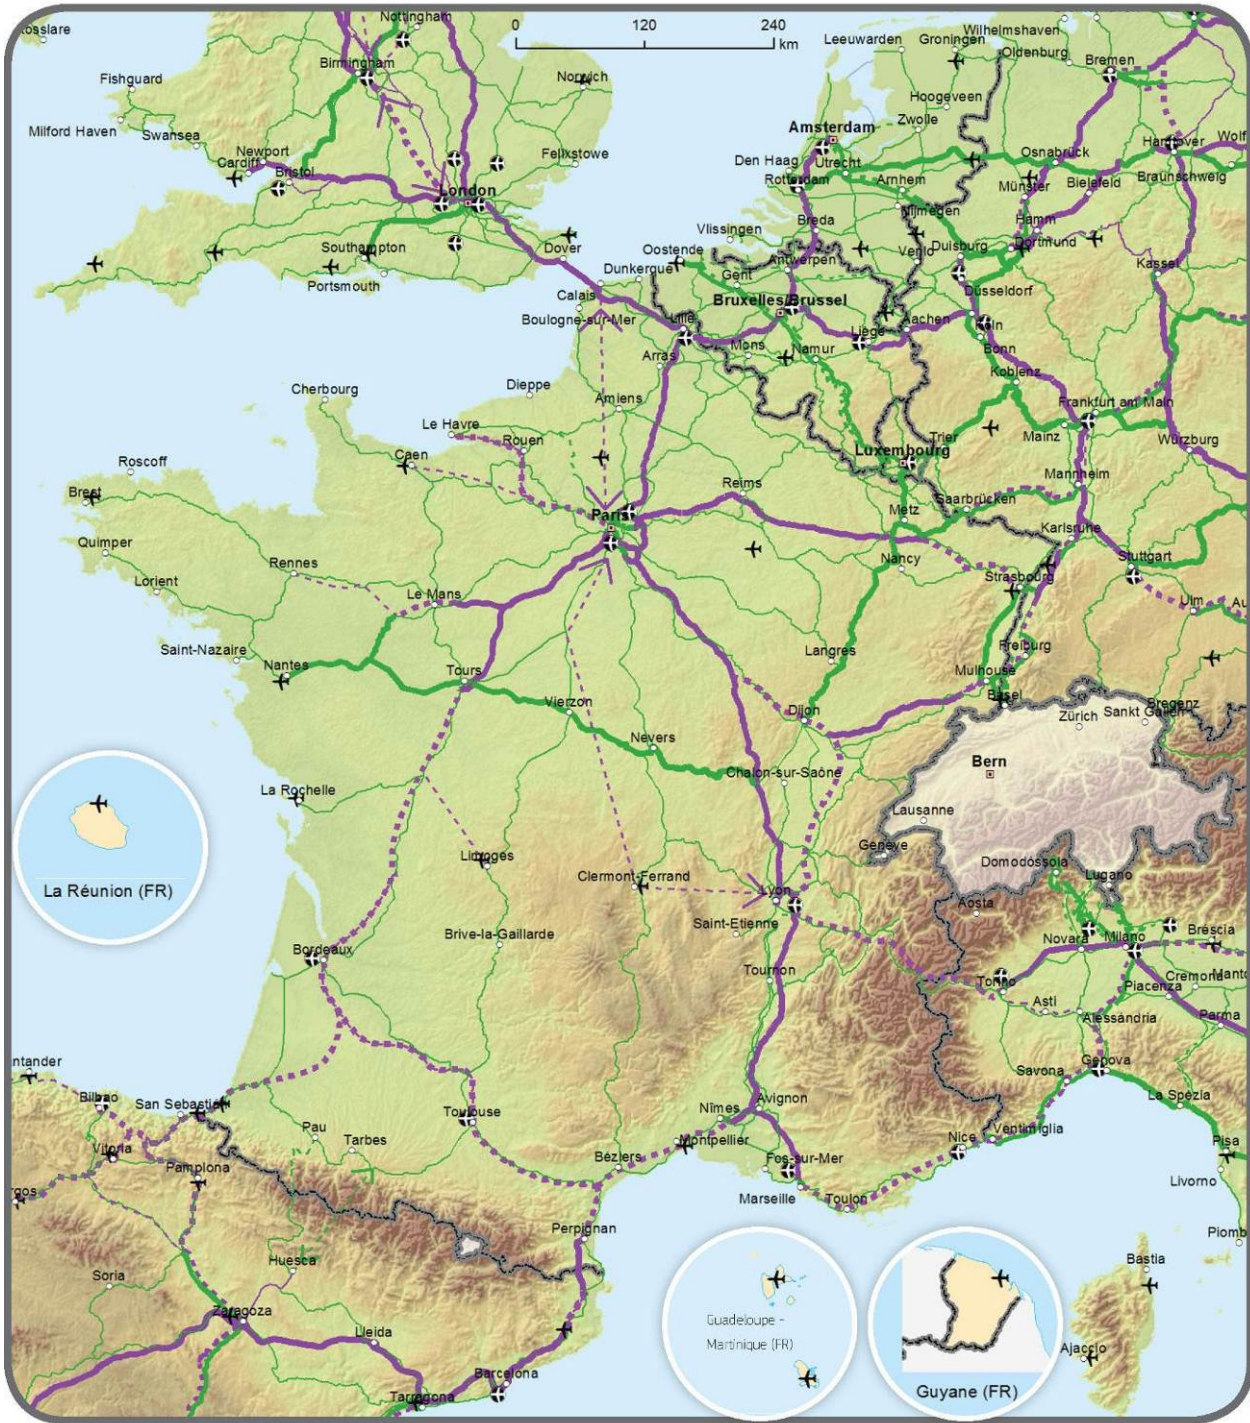 osslare
Nottingham
0
120
240
km
Leeuwarden
Groningen
Wilhelmshaven
Oldenburg
Bremen
Fishguard
Birmingham
Norwich
Hoogeveen
Zwolle
Milford Haven
Swansea
Amsterdam
Osnabrück
Hannover
Wolf
Newport
Cardiff
Bristol
Felixstowe
Den Haag
Utrecht
Arnhem
Münster
Bielefeld
Braunschweig
London
Rotterdam
Nijmegen
Hamm
Breda
Vlissingen
Venlo
Duisburg
Dortmund
Southampton
Dover
Oostende
Dunkerque
Gent
Antwerpen
Kassel
Portsmouth
Calais
Düsseldorf
Boulogne-sur-Mer
Bruxelles/Brussel
Lille
Liège
Aachen
Köln
Arras
Mons
Namur
Bonn
Koblenz
Cherbourg
Dieppe
Amiens
Frankfurt am Main
Le Havre
Rouen
Trier
Mainz
Würzburg
Caen
Luxembourg
Roscoff
Mannheim
Brest
Reims
Saarbrücken
Paris
Metz
Karlsruhe
Quimper
Nancy
Stuttgart
Rennes
Strasbourg
Lorient
Le Mans
Ulm
Au
Saint-Nazaire
Langres
Freiburg
Nantes
Tours
Mulhouse
Basel
Vierzon
Dijon
Zürich
Sankt Gallen
Bregenz
Nevers
Bern
Chalon-sur-Saône
La Rochelle
Lausanne
Genève
Limoges
Clermont-Ferrand
Lyon
Domodossola
Lugano
La Réunion (FR)
Aosta
Saint-Etienne
Brive-la-Gaillarde
Novara
Milano
Brescia
Bordeaux
Tournon
Torino
Cremona
Manto
Piacenza
Asti
Alessandria
Parma
antander
Genova
Savona
Bilbao
San Sebastia
Avignon
La Spezia
Nîmes
Toulouse
Pau
Tarbes
Montpellier
Nice
Ventimiglia
Pisa
Vitoria
Pamplona
Béziers
Fos-sur-Mer
Livorno
rgos
Marseille
Toulon
Perpignan
Piomb
Huesca
Bastia
Soria
Zaragoza
Guadeloupe -
Martinique (FR)
Lleida
Ajaccio
Barcelona
Tarragona
Guyane (FR)